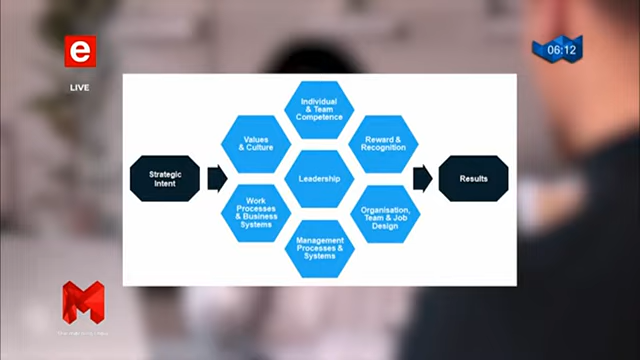 e
LIVE
06:12
Individual
& Team
Competence
Values
& Culture
Reward &
Recognition
Strategic
Intent
Leadership
Results
Work
Processes
& Business
Systems
Organisation,
Team & Job
Design
Management
Processes &
Systems